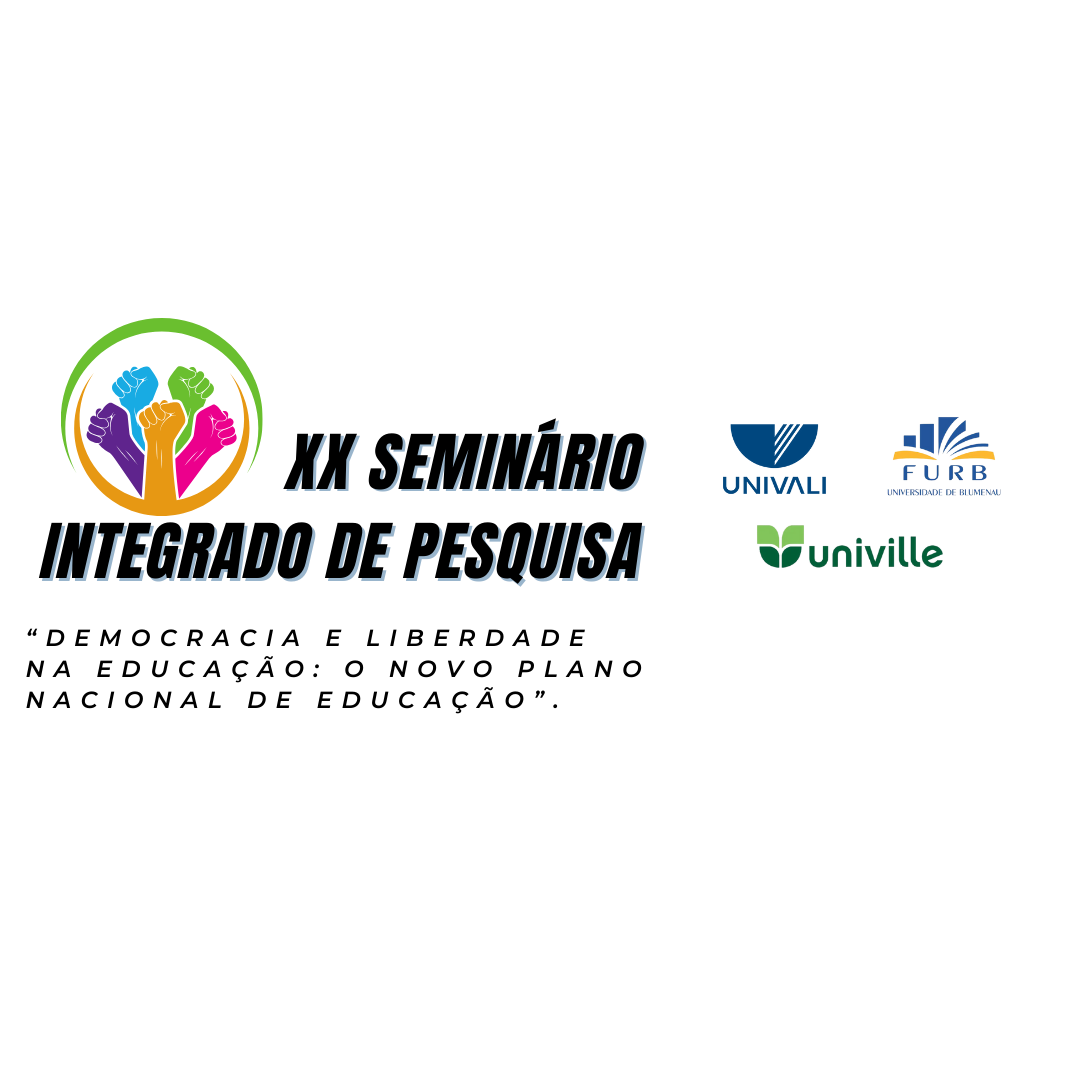 XX SEMINÁRIO
INTEGRADO DE PESQUISA
“DEMOCRACIA E LIBERDADE
NA EDUCAÇÃO: O NOVO PLANO
NACIONAL DE EDUCAÇÃO”.
UNIVALI
FURB
UNIVERSIDADE DE BLUMENAU
univille